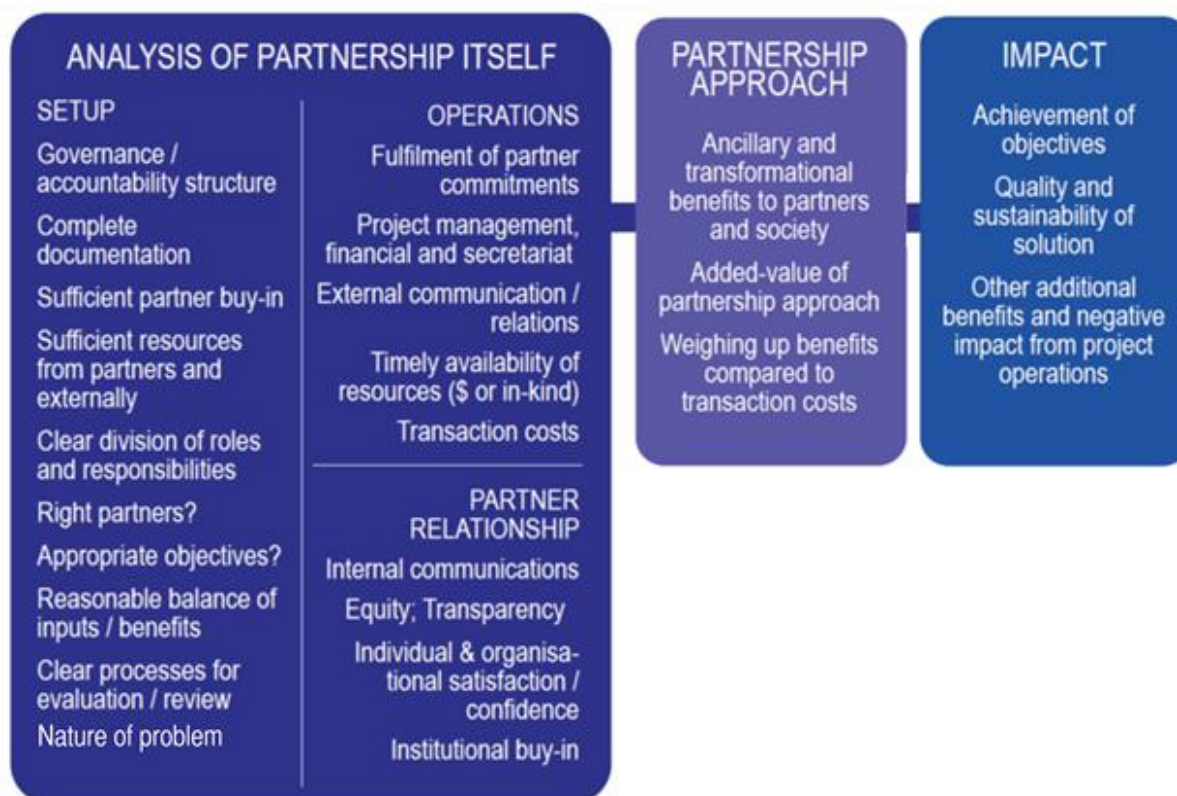 ANALYSIS OF PARTNERSHIP ITSELF
SETUP
Governance /
accountability structure
Complete
documentation
Sufficient partner buy-in
Sufficient resources
from partners and
externally
Clear division of roles
and responsibilities
Right partners?
Appropriate objectives?
Reasonable balance of
inputs / benefits
Clear processes for
evaluation / review
Nature of problem
OPERATIONS
Fulfilment of partner
commitments
Project management,
financial and secretariat
External communication /
relations
Timely availability of
resources ($ or in-kind)
Transaction costs
PARTNER
RELATIONSHIP
Internal communications
Equity; Transparency
Individual & organisa-
tional satisfaction /
confidence
Institutional buy-in
PARTNERSHIP
APPROACH
Ancillary and
transformational
benefits to partners
and society
Added-value of
partnership approach
Weighing up benefits
compared to
transaction costs
IMPACT
Achievement of
objectives
Quality and
sustainability of
solution
Other additional
benefits and negative
impact from project
operations